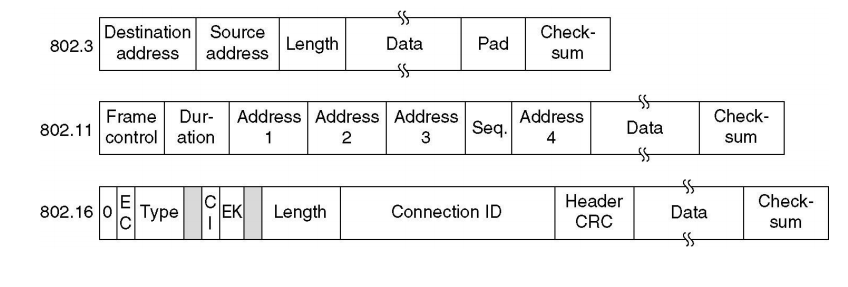 802.3 Destination address Source address Length Data Pad Check-sum
802.11 Frame control Dur-ation Address 1 Address 2 Address 3 Seq. Address 4 Data Check-sum
802.16 0 EC Type CI EK Length Connection ID Header CRC Data Check-sum